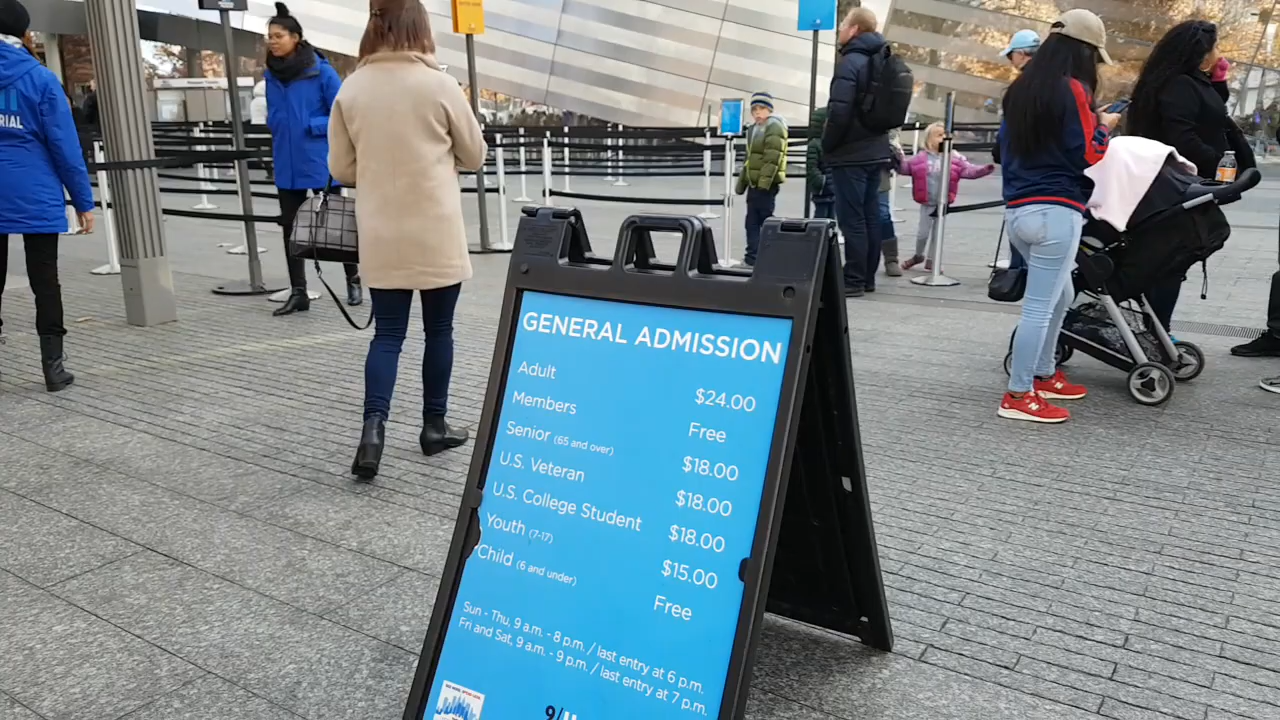 GENERAL ADMISSION
Adult $24.00
Members Free
Senior (65 and over) $18.00
U.S. Veteran $18.00
U.S. College Student $18.00
Youth (7-17) $15.00
Child (6 and under) Free
Sun - Thu, 9 a.m. - 8 p.m. / last entry at 6 p.m.
Fri and Sat, 9 a.m. - 9 p.m. / last entry at 7 p.m.